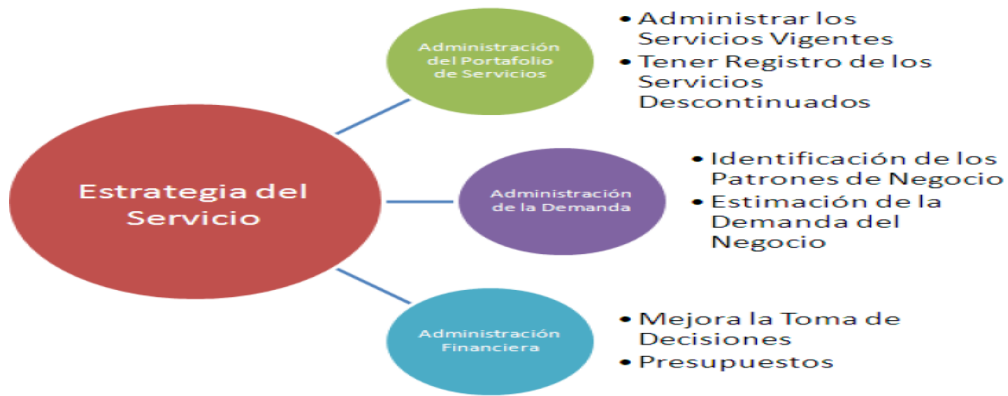 Estrategia del
Servicio
Administración
del Portafolio
de Servicios
• Administrar los
Servicios Vigentes
• Tener Registro de los
Servicios
Descontinuados
Administración
de la Demanda
• Identificación de los
Patrones de Negocio
• Estimación de la
Demanda del
Negocio
Administración
Financiera
• Mejora la Toma de
Decisiones
• Presupuestos